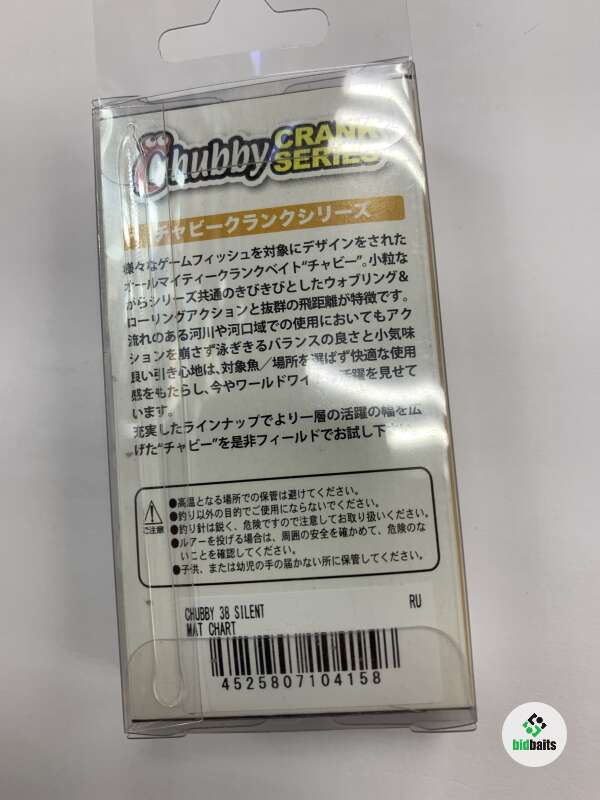 Chubby CRANK
SERIES
チャビークランクシリーズ
様々なゲームフィッシュを対象にデザインをされた
オールマイティークランクベイト“チャビー”。小粒な
がらシリーズ共通のきびきびとしたウォブリング＆
ローリングアクションと抜群の飛距離が特徴です。
流れのある河川や河口域での使用においてもアク
ションを崩さず泳ぎきるバランスの良さと小気味
良い引き心地は、対象魚／場所を選ばず快適な使用
感をもたらし、今やワールドワイ 活躍を見せて
います。
充実したラインナップでより一層の活躍の幅を広
げた“チャビー”を是非フィールドでお試し下さい。
ご注意
●高温となる場所での保管は避けてください。
●釣り以外の目的でご使用にならないでください。
●釣り針は鋭く、危険ですので注意してお取り扱いください。
●ルアーを投げる場合は、周囲の安全を確かめて、危険のな
いことを確認してください。
●子供、または幼児の手の届かない所に保管してください。
CHUBBY 38 SILENT RU
MAT CHART
4525807104158
bidbaits